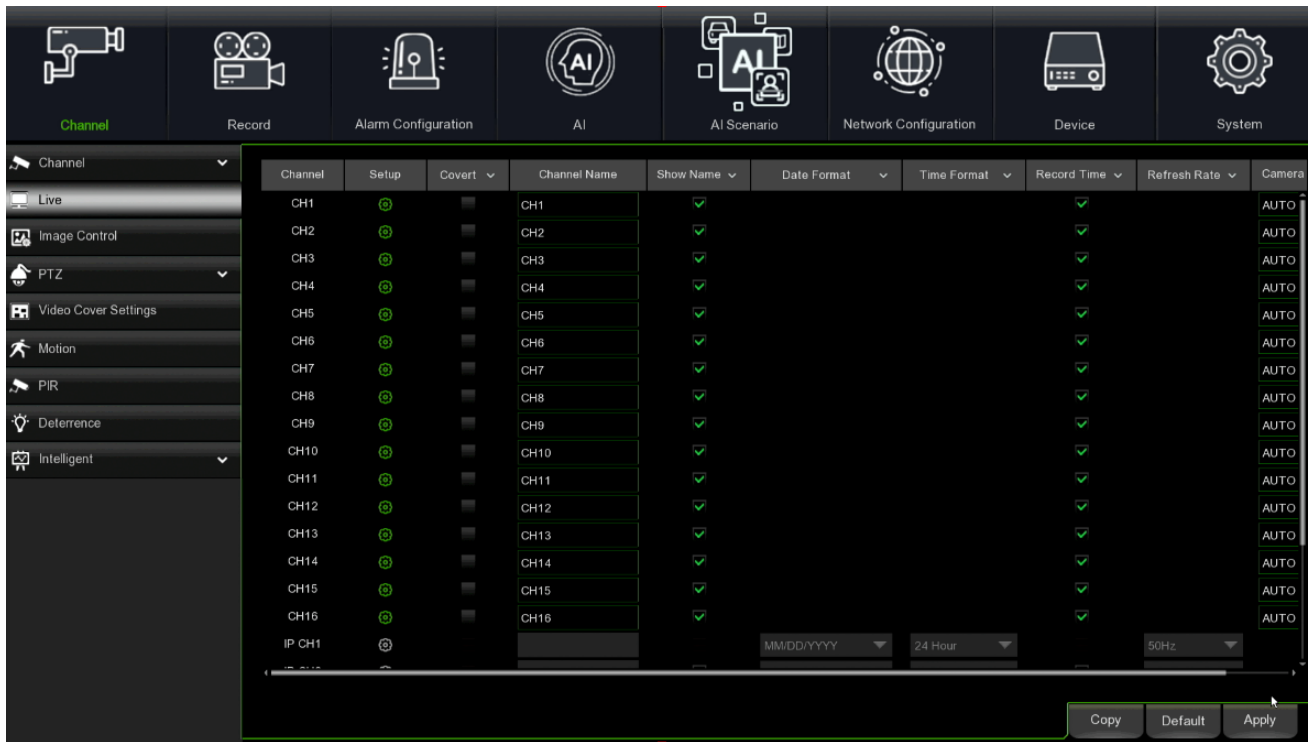 Channel Record Alarm Configuration AI AI Scenario Network Configuration Device System
Channel
Live
Image Control
PTZ
Video Cover Settings
Motion
PIR
Deterrence
Intelligent
Channel Setup Covert Channel Name Show Name Date Format Time Format Record Time Refresh Rate Camera
CH1 CH1 AUTO
CH2 CH2 AUTO
CH3 CH3 AUTO
CH4 CH4 AUTO
CH5 CH5 AUTO
CH6 CH6 AUTO
CH7 CH7 AUTO
CH8 CH8 AUTO
CH9 CH9 AUTO
CH10 CH10 AUTO
CH11 CH11 AUTO
CH12 CH12 AUTO
CH13 CH13 AUTO
CH14 CH14 AUTO
CH15 CH15 AUTO
CH16 CH16 AUTO
IP CH1 MM/DD/YYYY 24 Hour 50Hz
Copy Default Apply